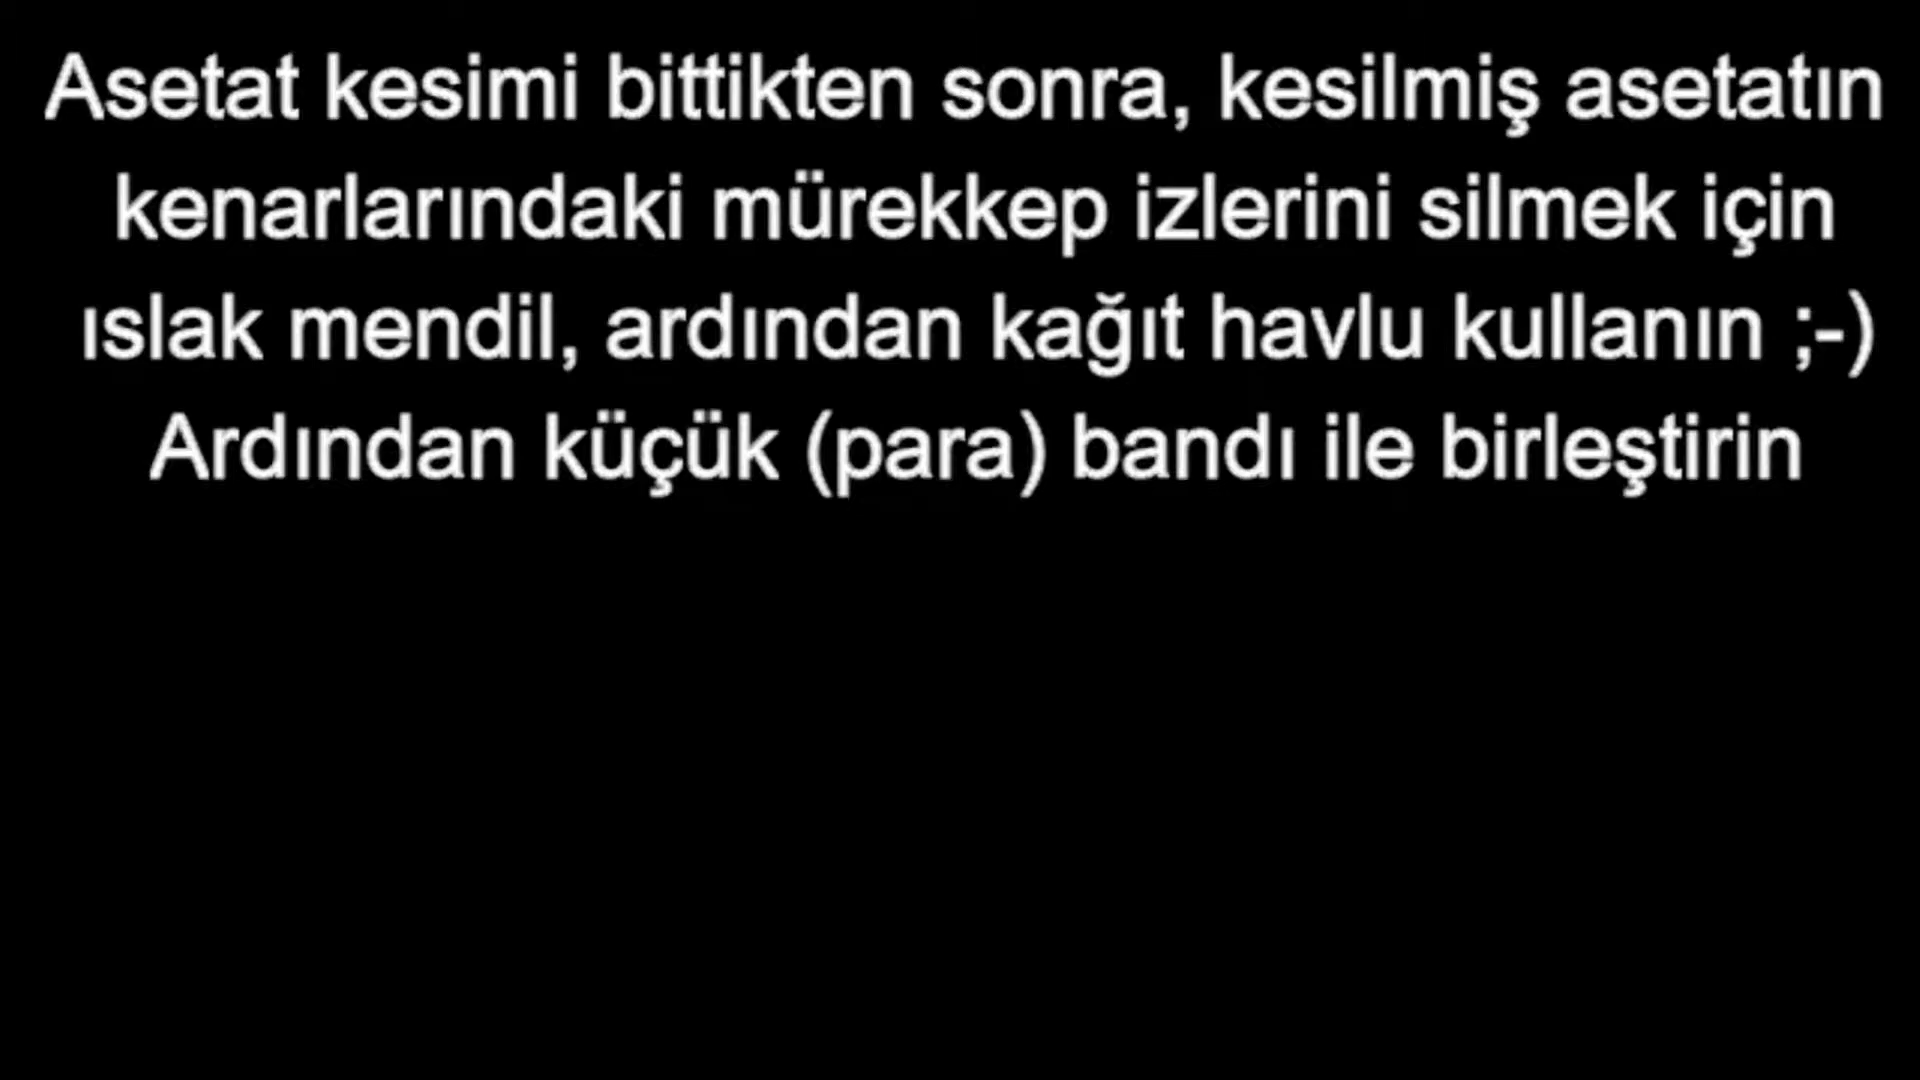 Asetat kesimi bittikten sonra, kesilmiş asetatın
kenarlarındaki mürekkep izlerini silmek için
ıslak mendil, ardından kağıt havlu kullanın ;-)
Ardından küçük (para) bandı ile birleştirin